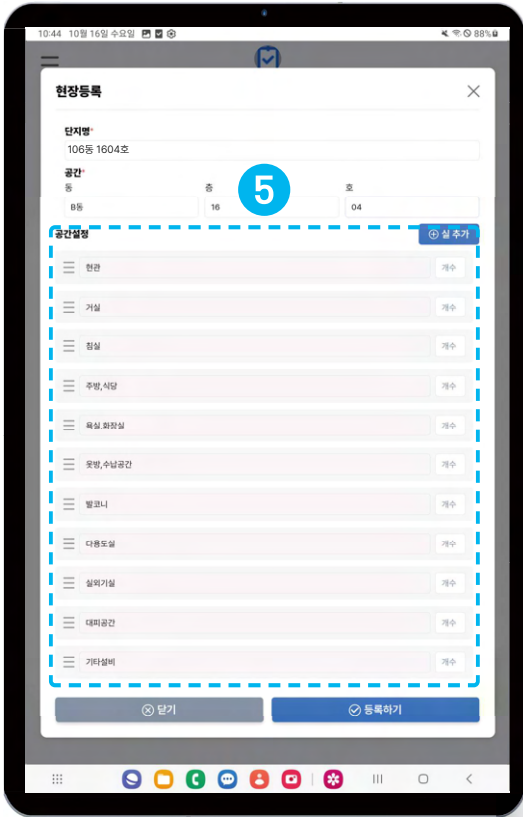 10:44 10월 16일 수요일 88%
현장등록
단지명*
106동 1604호
공간*
동 층 호
B동 16 04
5
공간설정 실 추가
현관 개수
거실 개수
침실 개수
주방,식당 개수
욕실.화장실 개수
옷방,수납공간 개수
발코니 개수
다용도실 개수
실외기실 개수
대피공간 개수
기타설비 개수
닫기 등록하기